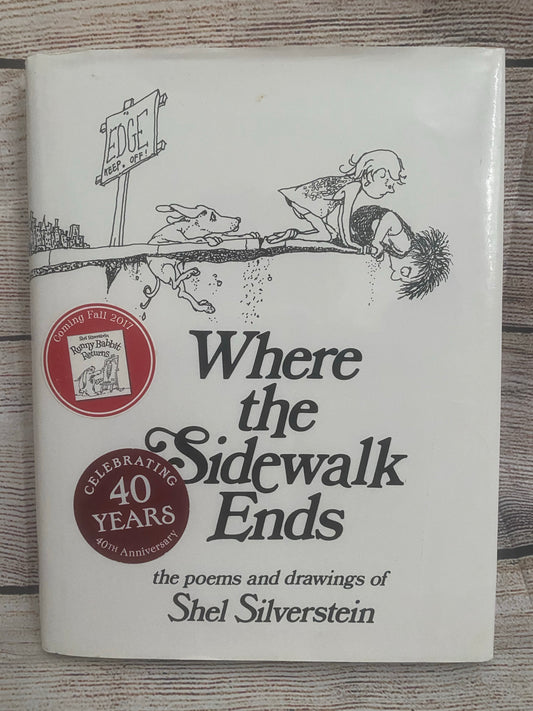 EDGE
KEEP OFF!
Coming Fall 2017
Shel Silverstein
Runny Babbit
Returns
Where
the
Sidewalk
Ends
CELEBRATING
40
YEARS
40TH Anniversary
the poems and drawings of
Shel Silverstein